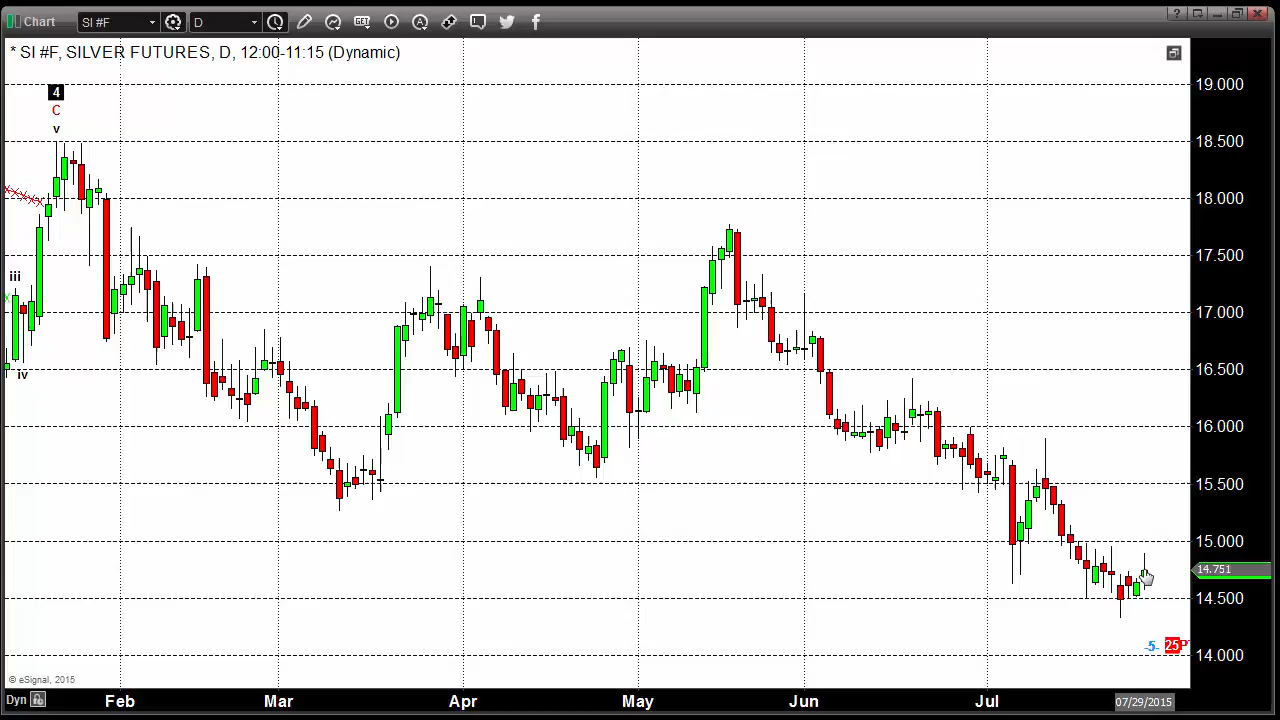 Chart SI #F D GET A ?
* SI #F, SILVER FUTURES, D, 12:00-11:15 (Dynamic)
19.000
4
C
v
18.500
18.000
17.500
iii
17.000
16.500
iv
16.000
15.500
15.000
14.751
14.500
-5- 25P
14.000
© eSignal, 2015
Dyn Feb Mar Apr May Jun Jul 07/29/2015